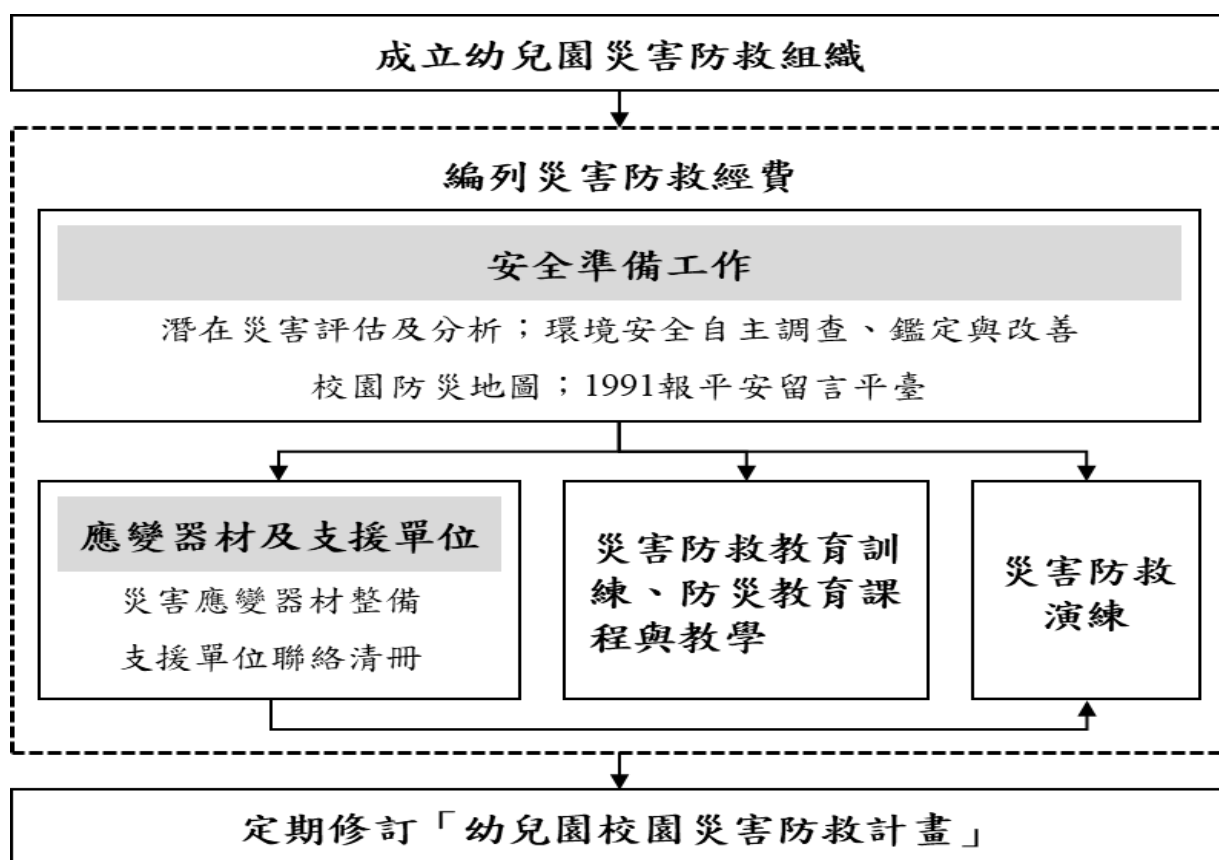 成立幼兒園災害防救組織
編列災害防救經費
安全準備工作
潛在災害評估及分析；環境安全自主調查、鑑定與改善
校園防災地圖；1991報平安留言平臺
應變器材及支援單位
災害應變器材整備
支援單位聯絡清冊
災害防救教育訓
練、防災教育課
程與教學
災害防救
演練
定期修訂「幼兒園校園災害防救計畫」